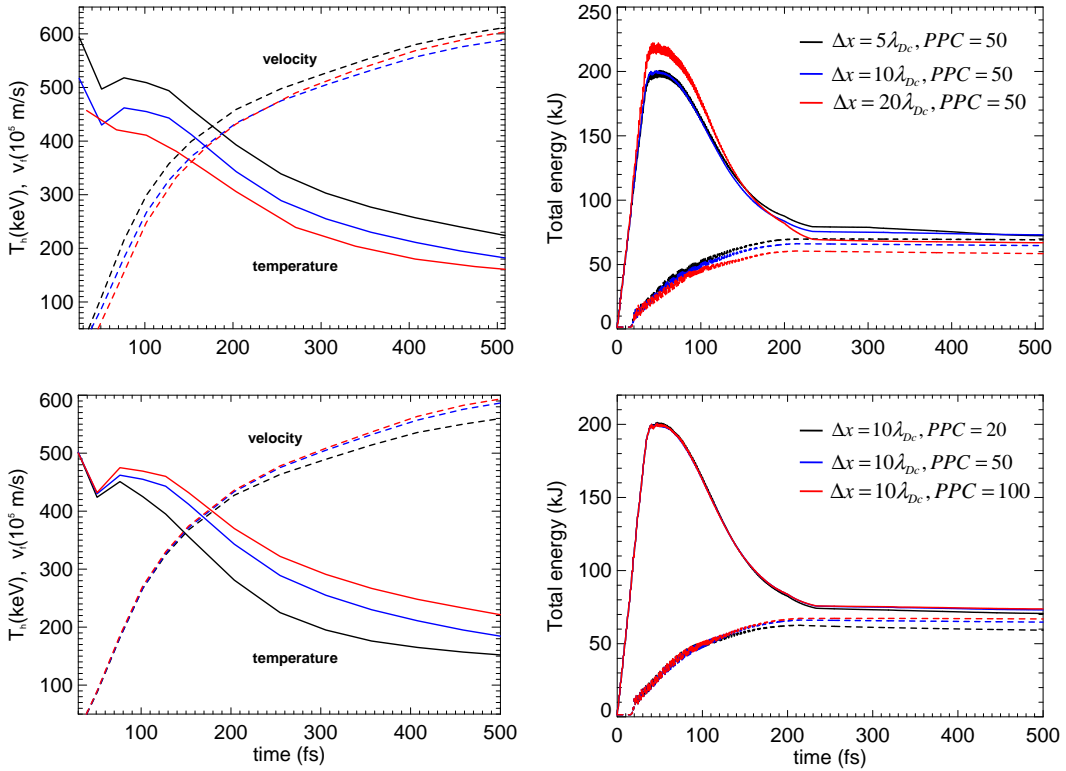 600
500
400
300
200
100
T_h(keV), v_f(10^5 m/s)
velocity
temperature
100 200 300 400 500
250
200
150
100
50
0
Total energy (kJ)
Δx = 5λ_Dc, PPC = 50
Δx = 10λ_Dc, PPC = 50
Δx = 20λ_Dc, PPC = 50
0 100 200 300 400 500
600
500
400
300
200
100
T_h(keV), v_f(10^5 m/s)
velocity
temperature
100 200 300 400 500
time (fs)
200
150
100
50
0
Total energy (kJ)
Δx = 10λ_Dc, PPC = 20
Δx = 10λ_Dc, PPC = 50
Δx = 10λ_Dc, PPC = 100
0 100 200 300 400 500
time (fs)